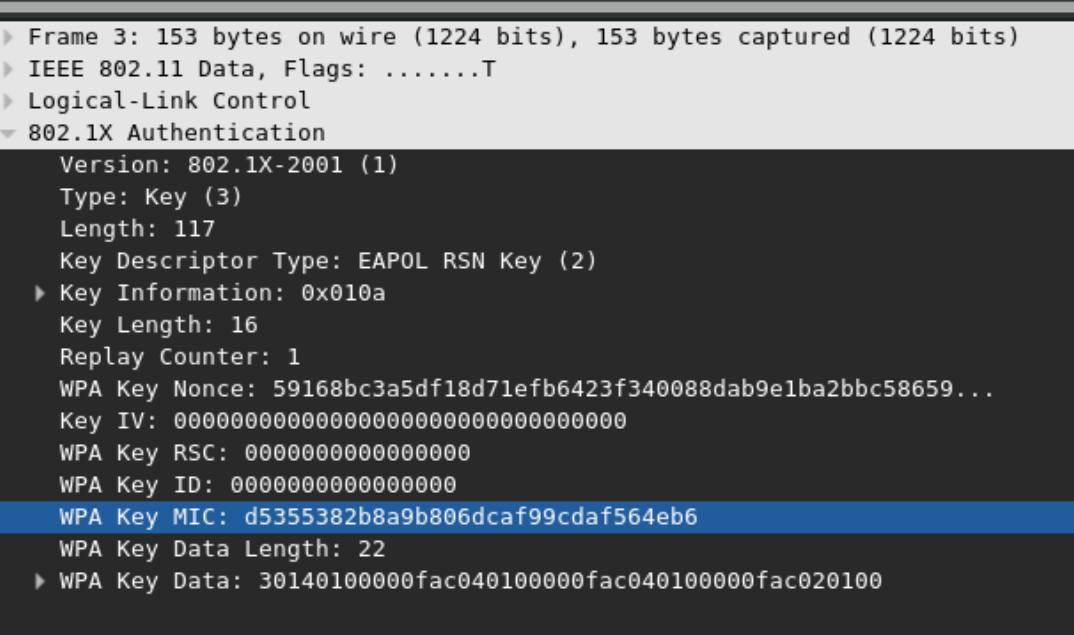 Frame 3: 153 bytes on wire (1224 bits), 153 bytes captured (1224 bits)
IEEE 802.11 Data, Flags: .......T
Logical-Link Control
802.1X Authentication
Version: 802.1X-2001 (1)
Type: Key (3)
Length: 117
Key Descriptor Type: EAPOL RSN Key (2)
Key Information: 0x010a
Key Length: 16
Replay Counter: 1
WPA Key Nonce: 59168bc3a5df18d71efb6423f340088dab9e1ba2bbc58659...
Key IV: 00000000000000000000000000000000
WPA Key RSC: 0000000000000000
WPA Key ID: 0000000000000000
WPA Key MIC: d5355382b8a9b806dcaf99cdaf564eb6
WPA Key Data Length: 22
WPA Key Data: 30140100000fac040100000fac040100000fac020100